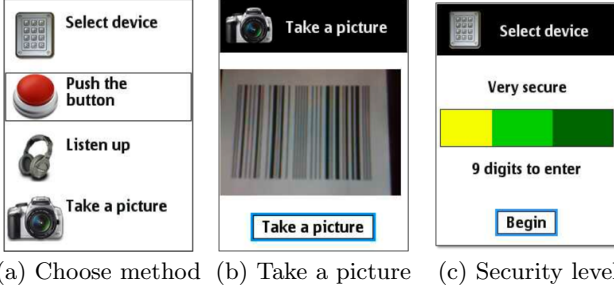 Select device
Push the
button
Listen up
Take a picture
Take a picture
Take a picture
Select device
Very secure
9 digits to enter
Begin
(a) Choose method (b) Take a picture (c) Security level